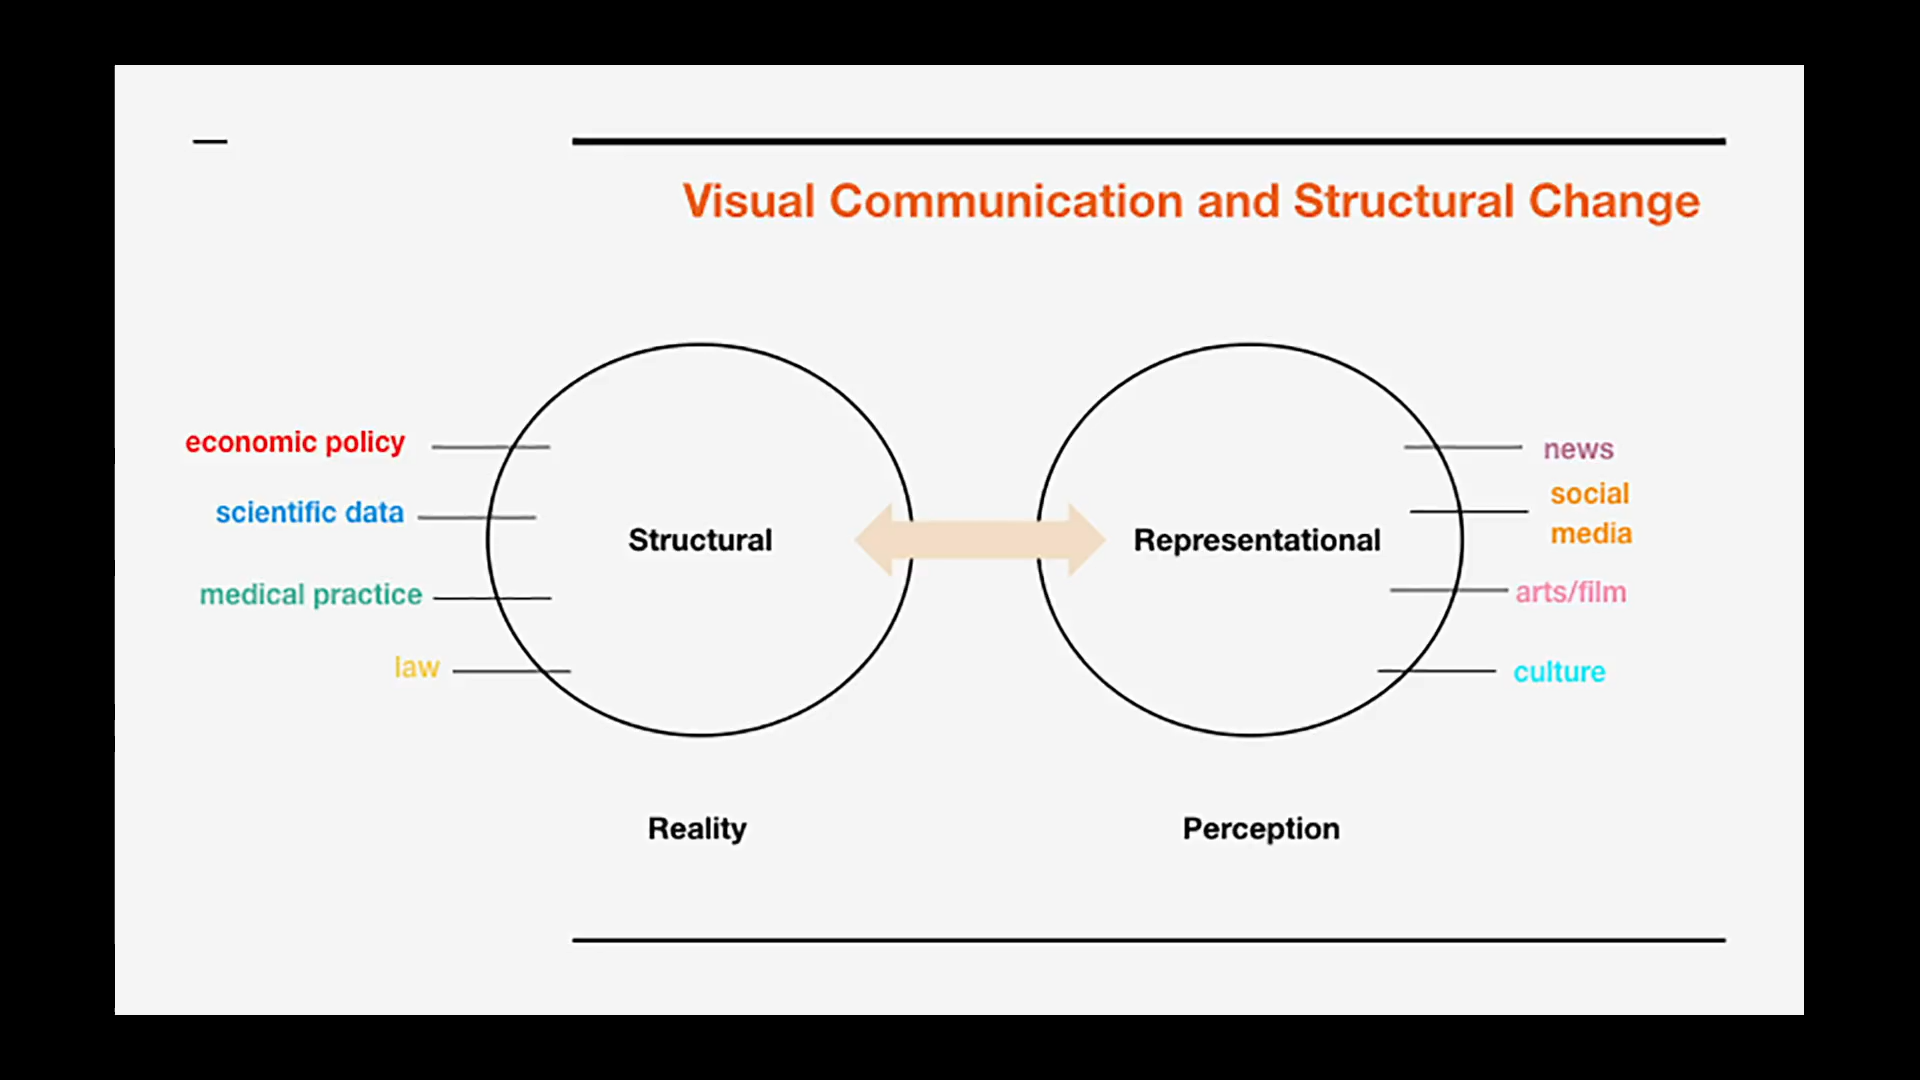 Visual Communication and Structural Change
economic policy
scientific data
medical practice
law
Structural
Representational
news
social
media
arts/film
culture
Reality
Perception